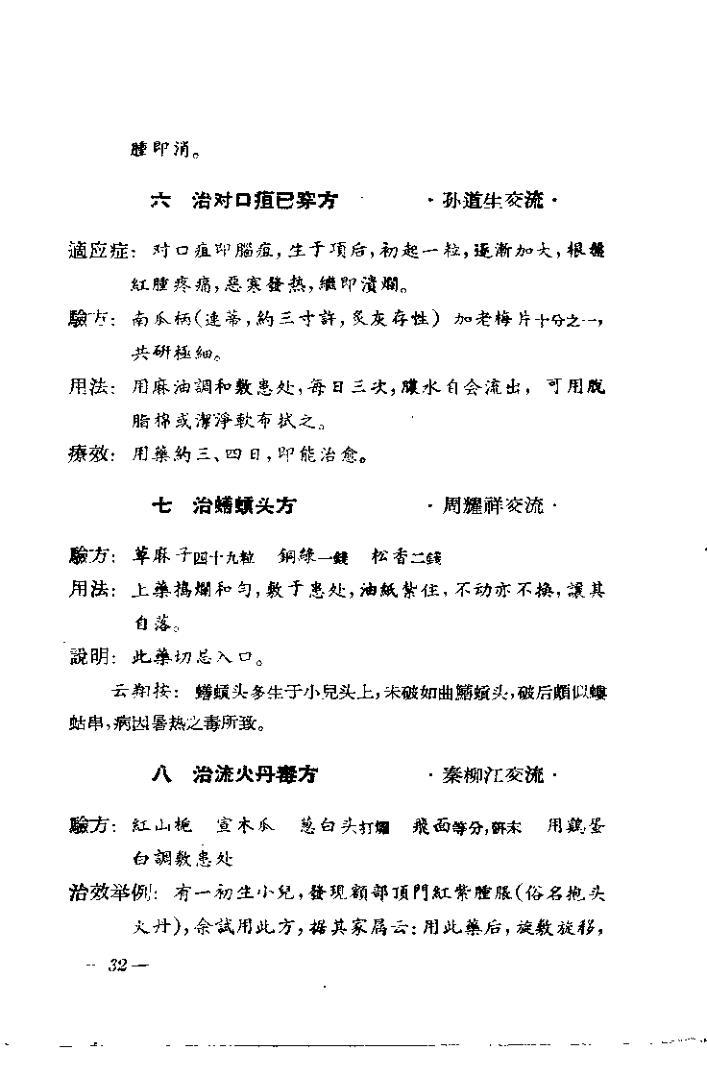 腫即消。
六　治对口疽已穿方　　·孙道生交流·
適应症：对口疽即腦疽，生于項后，初起一粒，逐漸加大，根盤
紅腫疼痛，惡寒發热，繼即潰爛。
驗方：南瓜柄（連蒂，約三寸許，炙灰存性）加老梅片十分之一，
共研極細。
用法：用麻油調和敷患处，每日三次，膿水自会流出，可用脫
脂棉或潔淨軟布拭之。
療效：用藥約三、四日，即能治愈。
七　治蟮蟥头方　　·周耀祥交流·
驗方：草麻子四十九粒　銅綠一錢　松香二錢
用法：上藥搗爛和勻，敷于患处，油紙紮住，不动亦不換，讓其
自落。
說明：此藥切忌入口。
云翔按：蟮蟥头多生于小兒头上，未破如曲蟮蟥头，破后頗似螻
蛄串，病因暑热之毒所致。
八　治流火丹毒方　　·秦柳江交流·
驗方：紅山梔　宣木瓜　葱白头打爛　飛面等分，研末　用鷄蛋
白調敷患处
治效举例：有一初生小兒，發現額部頂門紅紫腫脹（俗名抱头
火丹），余試用此方，據其家屬云：用此藥后，旋敷旋移，
— 32 —